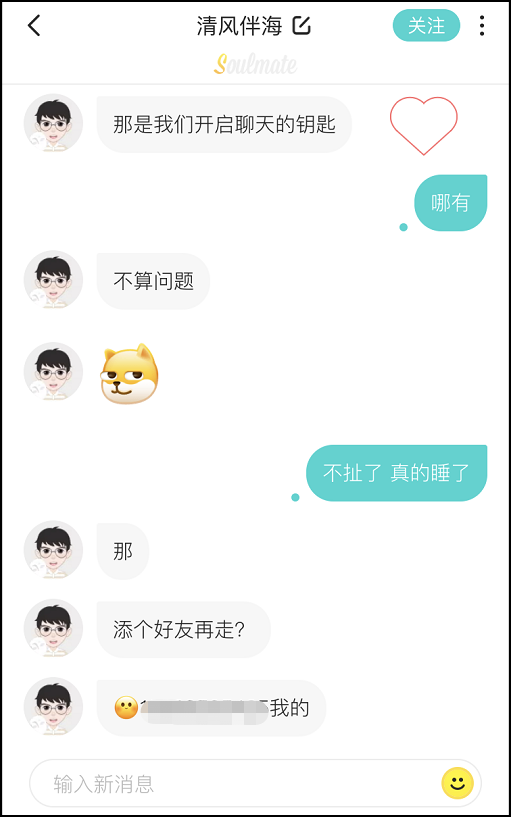 清风伴海
关注
Soulmate
那是我们开启聊天的钥匙
哪有
不算问题
不扯了 真的睡了
那
添个好友再走？
我的
输入新消息